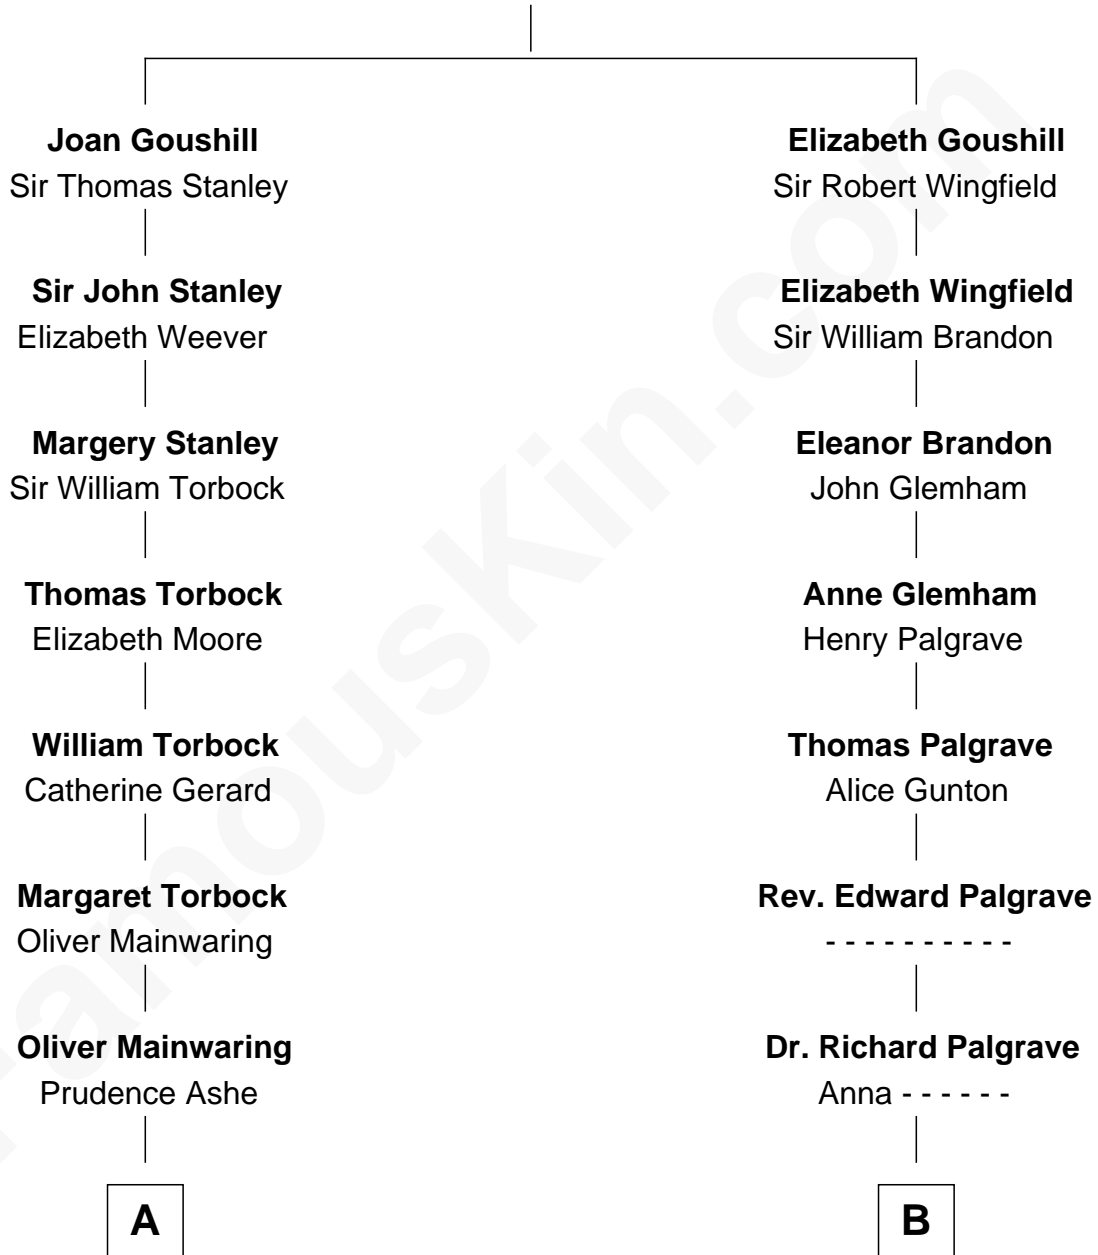 Joan Goushill
Sir Thomas Stanley
Sir John Stanley
Elizabeth Weever
Margery Stanley
Sir William Torbock
Thomas Torbock
Elizabeth Moore
William Torbock
Catherine Gerard
Margaret Torbock
Oliver Mainwaring
Oliver Mainwaring
Prudence Ashe
A
Elizabeth Goushill
Sir Robert Wingfield
Elizabeth Wingfield
Sir William Brandon
Eleanor Brandon
John Glemham
Anne Glemham
Henry Palgrave
Thomas Palgrave
Alice Gunton
Rev. Edward Palgrave
- - - - - - - - - -
Dr. Richard Palgrave
Anna - - - - - -
B
FamousKin.com